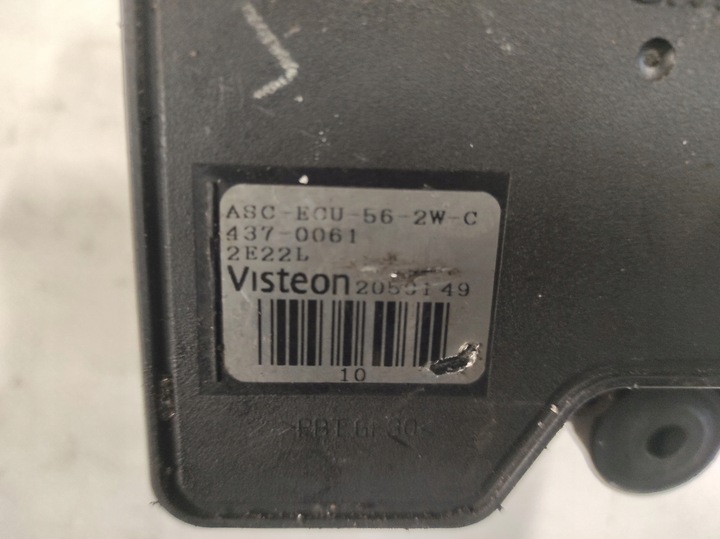 ASC-ECU-56-2W-C
437-0061
2E22L
Visteon
10